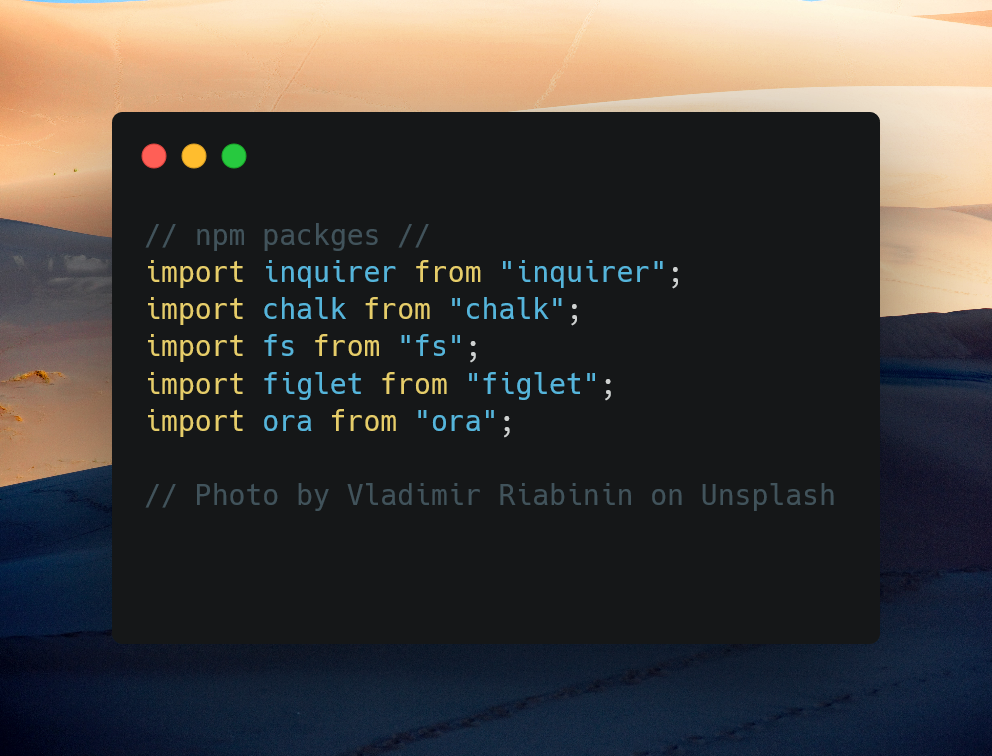 // npm packges //
import inquirer from "inquirer";
import chalk from "chalk";
import fs from "fs";
import figlet from "figlet";
import ora from "ora";
// Photo by Vladimir Riabinin on Unsplash